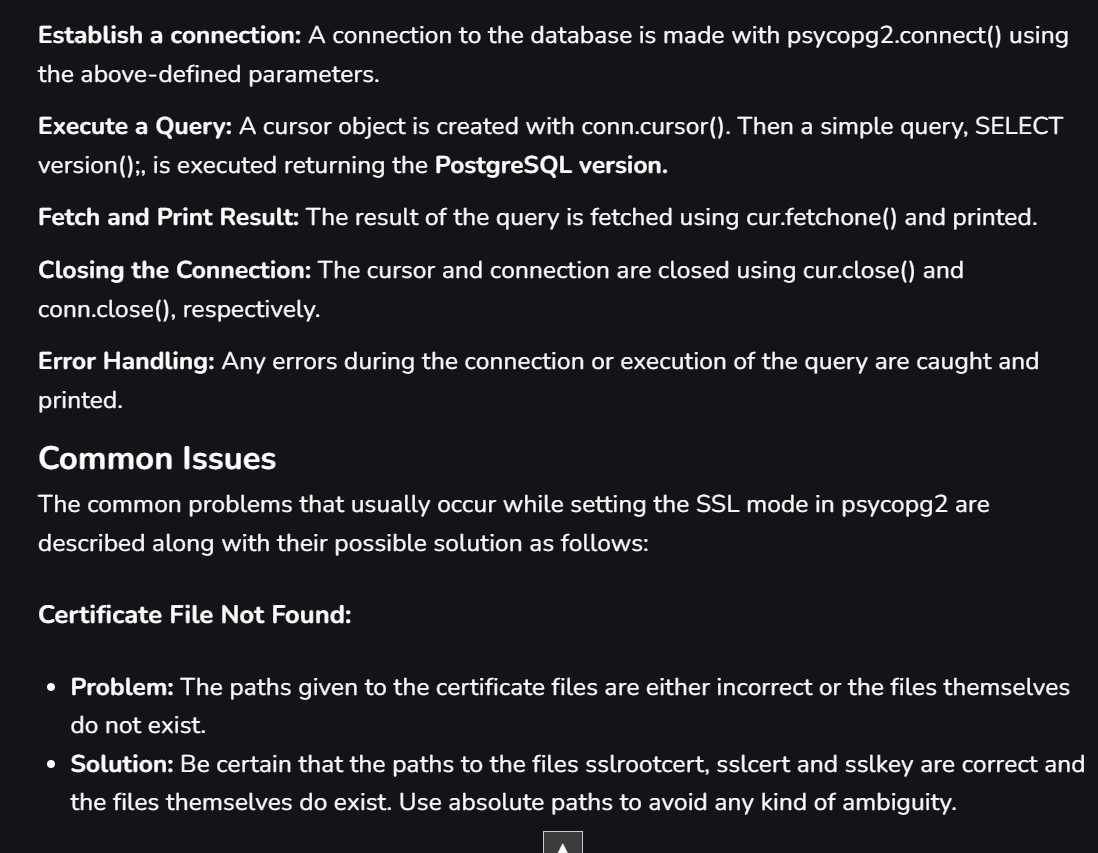 Establish a connection: A connection to the database is made with psycopg2.connect() using
the above-defined parameters.
Execute a Query: A cursor object is created with conn.cursor(). Then a simple query, SELECT
version();, is executed returning the PostgreSQL version.
Fetch and Print Result: The result of the query is fetched using cur.fetchone() and printed.
Closing the Connection: The cursor and connection are closed using cur.close() and
conn.close(), respectively.
Error Handling: Any errors during the connection or execution of the query are caught and
printed.
Common Issues
The common problems that usually occur while setting the SSL mode in psycopg2 are
described along with their possible solution as follows:
Certificate File Not Found:
• Problem: The paths given to the certificate files are either incorrect or the files themselves
do not exist.
• Solution: Be certain that the paths to the files sslrootcert, sslcert and sslkey are correct and
the files themselves do exist. Use absolute paths to avoid any kind of ambiguity.